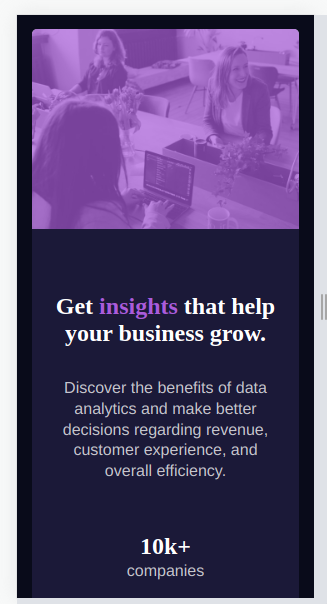 Get insights that help
your business grow.
Discover the benefits of data
analytics and make better
decisions regarding revenue,
customer experience, and
overall efficiency.
10k+
companies